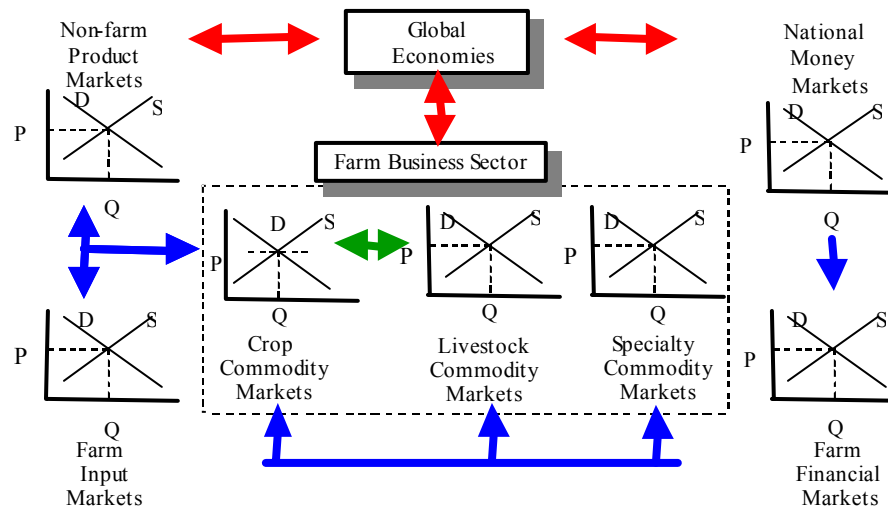 Non-farm
Product
Markets
Global
Economies
National
Money
Markets
D
S
P
Q
D
S
P
Q
Farm Business Sector
D
S
P
Q
Crop
Commodity
Markets
D
S
P
Q
Livestock
Commodity
Markets
D
S
P
Q
Specialty
Commodity
Markets
D
S
P
Q
Farm
Input
Markets
D
S
P
Q
Farm
Financial
Markets